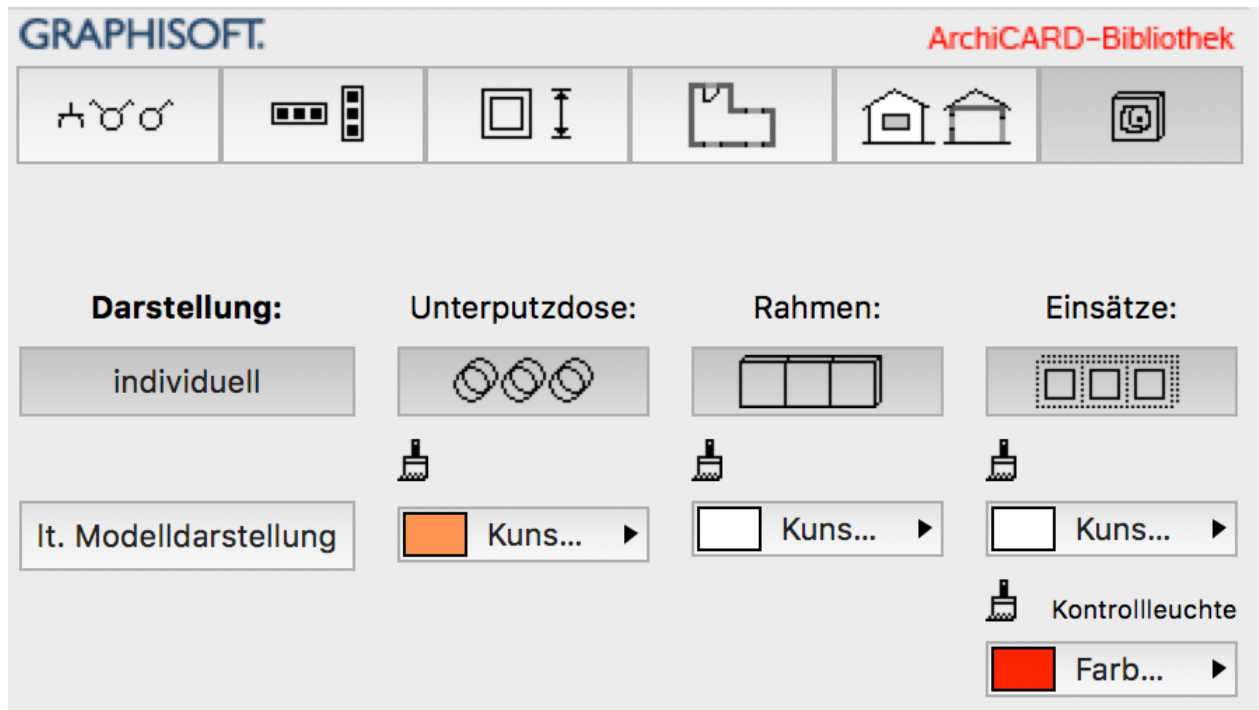 GRAPHISOFT. ArchiCARD-Bibliothek
Darstellung: Unterputzdose: Rahmen: Einsätze:
individuell
lt. Modelldarstellung Kuns... Kuns... Kuns...
Kontrollleuchte
Farb...